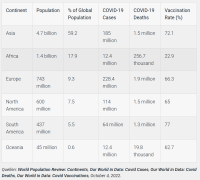 Continent Population % of Global Population COVID-19 Cases COVID-19 Deaths Vaccination Rate (%)
Asia 4.7 billion 59.2 185 million 1.5 million 72.1
Africa 1.4 billion 17.9 12.4 million 256.7 thousand 22.9
Europe 743 million 9.3 228.4 million 1.9 million 66.3
North America 600 million 7.5 114 million 1.5 million 65
South America 437 million 5.5 64 million 1.3 million 77
Oceania 45 million 0.6 12.6 million 19.8 thousand 62.7
World Population Review: Continents, Our World in Data: Covid Cases, Our World in Data: Covid
Deaths, Our World in Data: Covid Vaccinations, October 4, 2022.